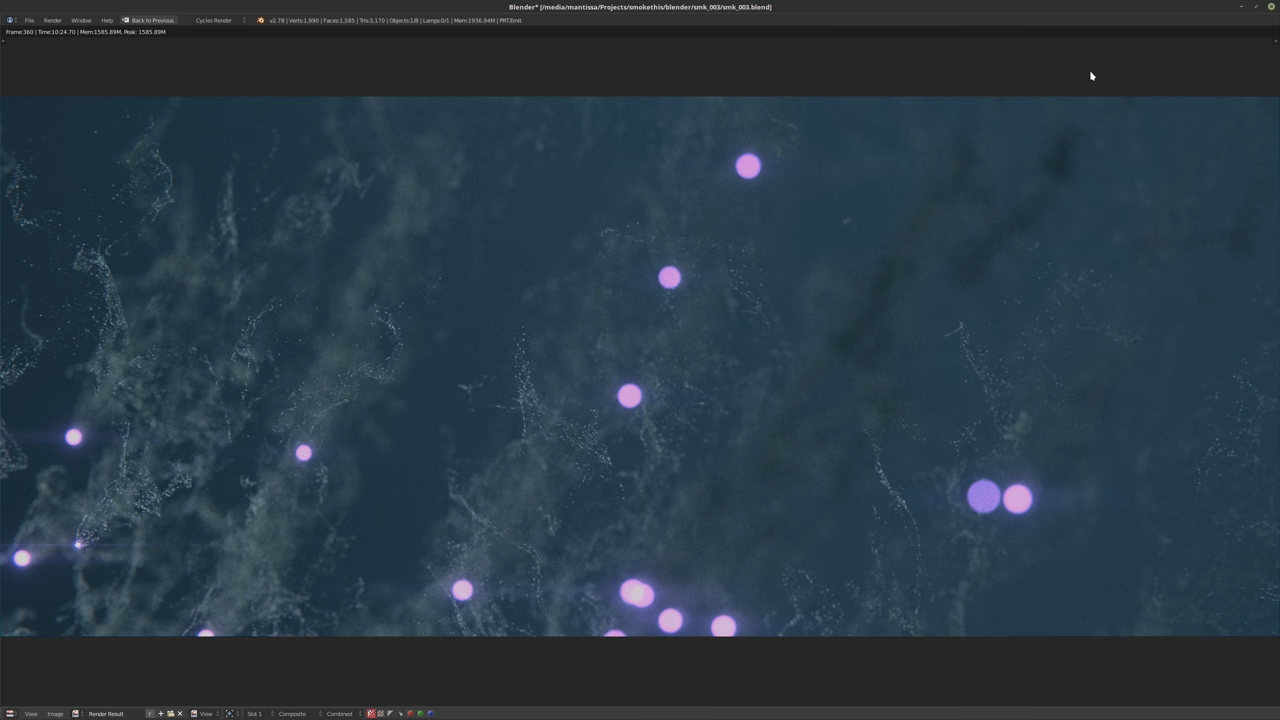 Blender* [/media/mantissa/Projects/smokethis/blender/smk_003/smk_003.blend]
File Render Window Help Back to Previous Cycles Render v2.78 | Verts:1,990 | Faces:1,585 | Tris:3,170 | Objects:1/8 | Lamps:0/1 | Mem:1936.94M | PRT.Emit
Frame:360 | Time:10:24.70 | Mem:1585.89M, Peak: 1585.89M
View Image Render Result F View Slot 1 Composite Combined